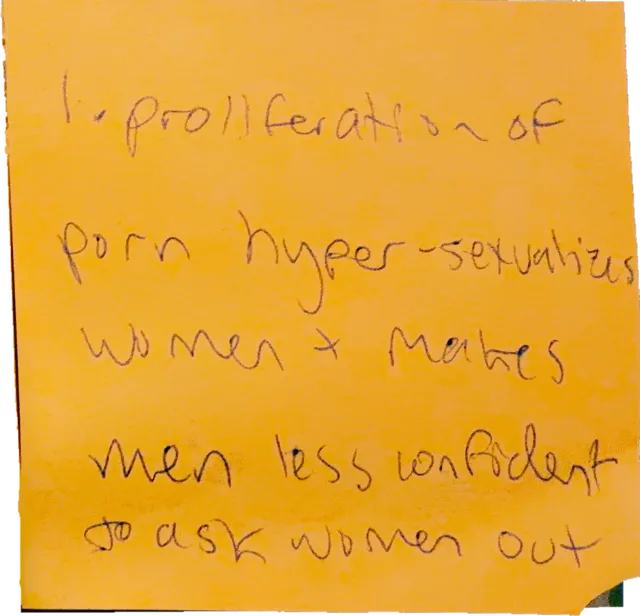 1. proliferation of
porn hyper-sexualizes
women + makes
men less confident
to ask women out